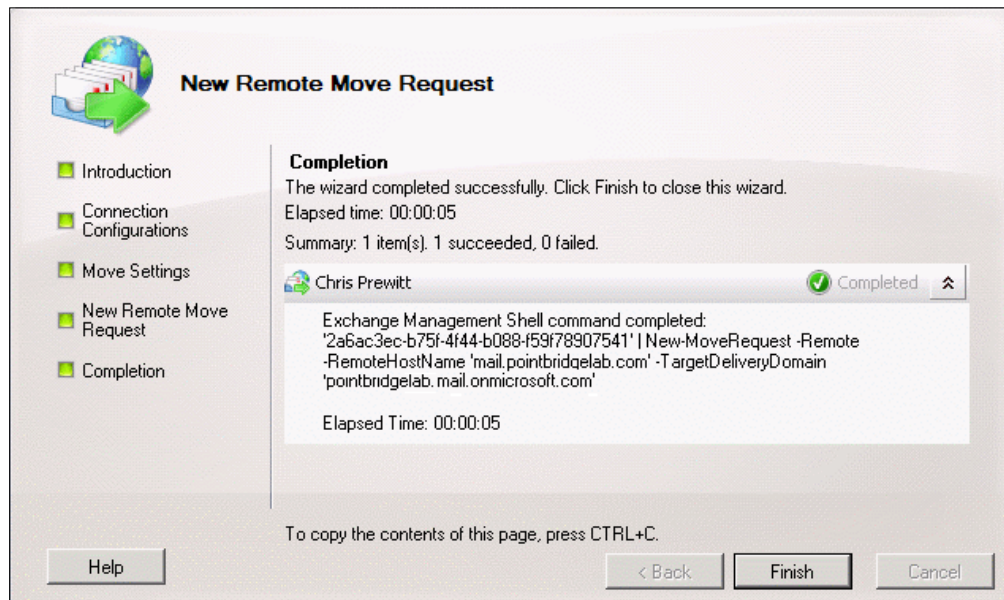 New Remote Move Request
Introduction
Connection
Configurations
Move Settings
New Remote Move
Request
Completion
Completion
The wizard completed successfully. Click Finish to close this wizard.
Elapsed time: 00:00:05
Summary: 1 item(s). 1 succeeded, 0 failed.
Chris Prewitt
Completed
Exchange Management Shell command completed:
'2a6ac3ec-b75f-4f44-b088-f59f78907541' | New-MoveRequest -Remote
-RemoteHostName 'mail.pointbridgelab.com' -TargetDeliveryDomain
'pointbridgelab.mail.onmicrosoft.com'
Elapsed Time: 00:00:05
To copy the contents of this page, press CTRL+C.
Help
< Back
Finish
Cancel